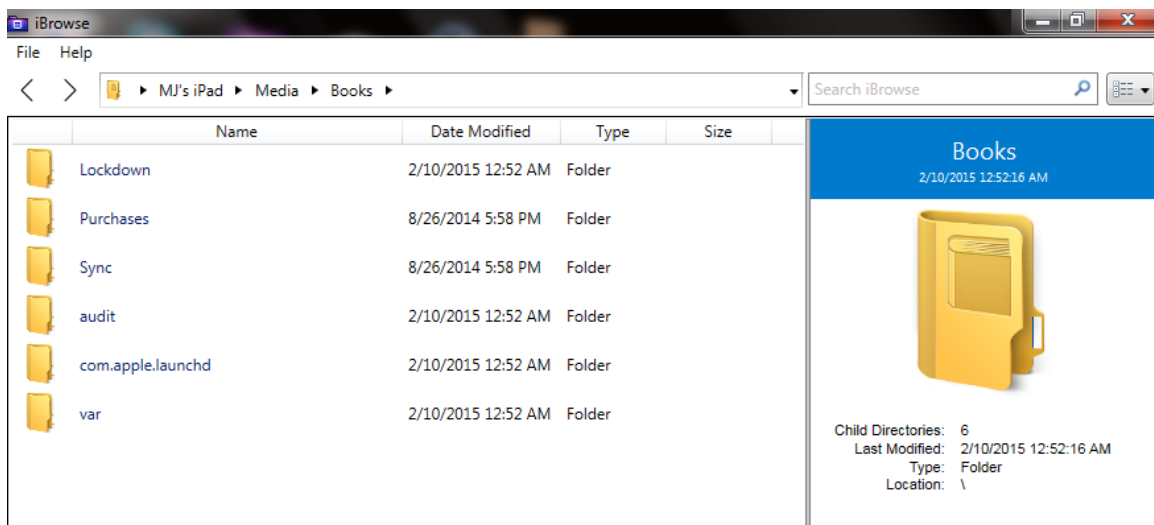 iBrowse
File Help
MJ's iPad Media Books
Search iBrowse
Name Date Modified Type Size
Lockdown 2/10/2015 12:52 AM Folder
Purchases 8/26/2014 5:58 PM Folder
Sync 8/26/2014 5:58 PM Folder
audit 2/10/2015 12:52 AM Folder
com.apple.launchd 2/10/2015 12:52 AM Folder
var 2/10/2015 12:52 AM Folder
Books
2/10/2015 12:52:16 AM
Child Directories: 6
Last Modified: 2/10/2015 12:52:16 AM
Type: Folder
Location: \